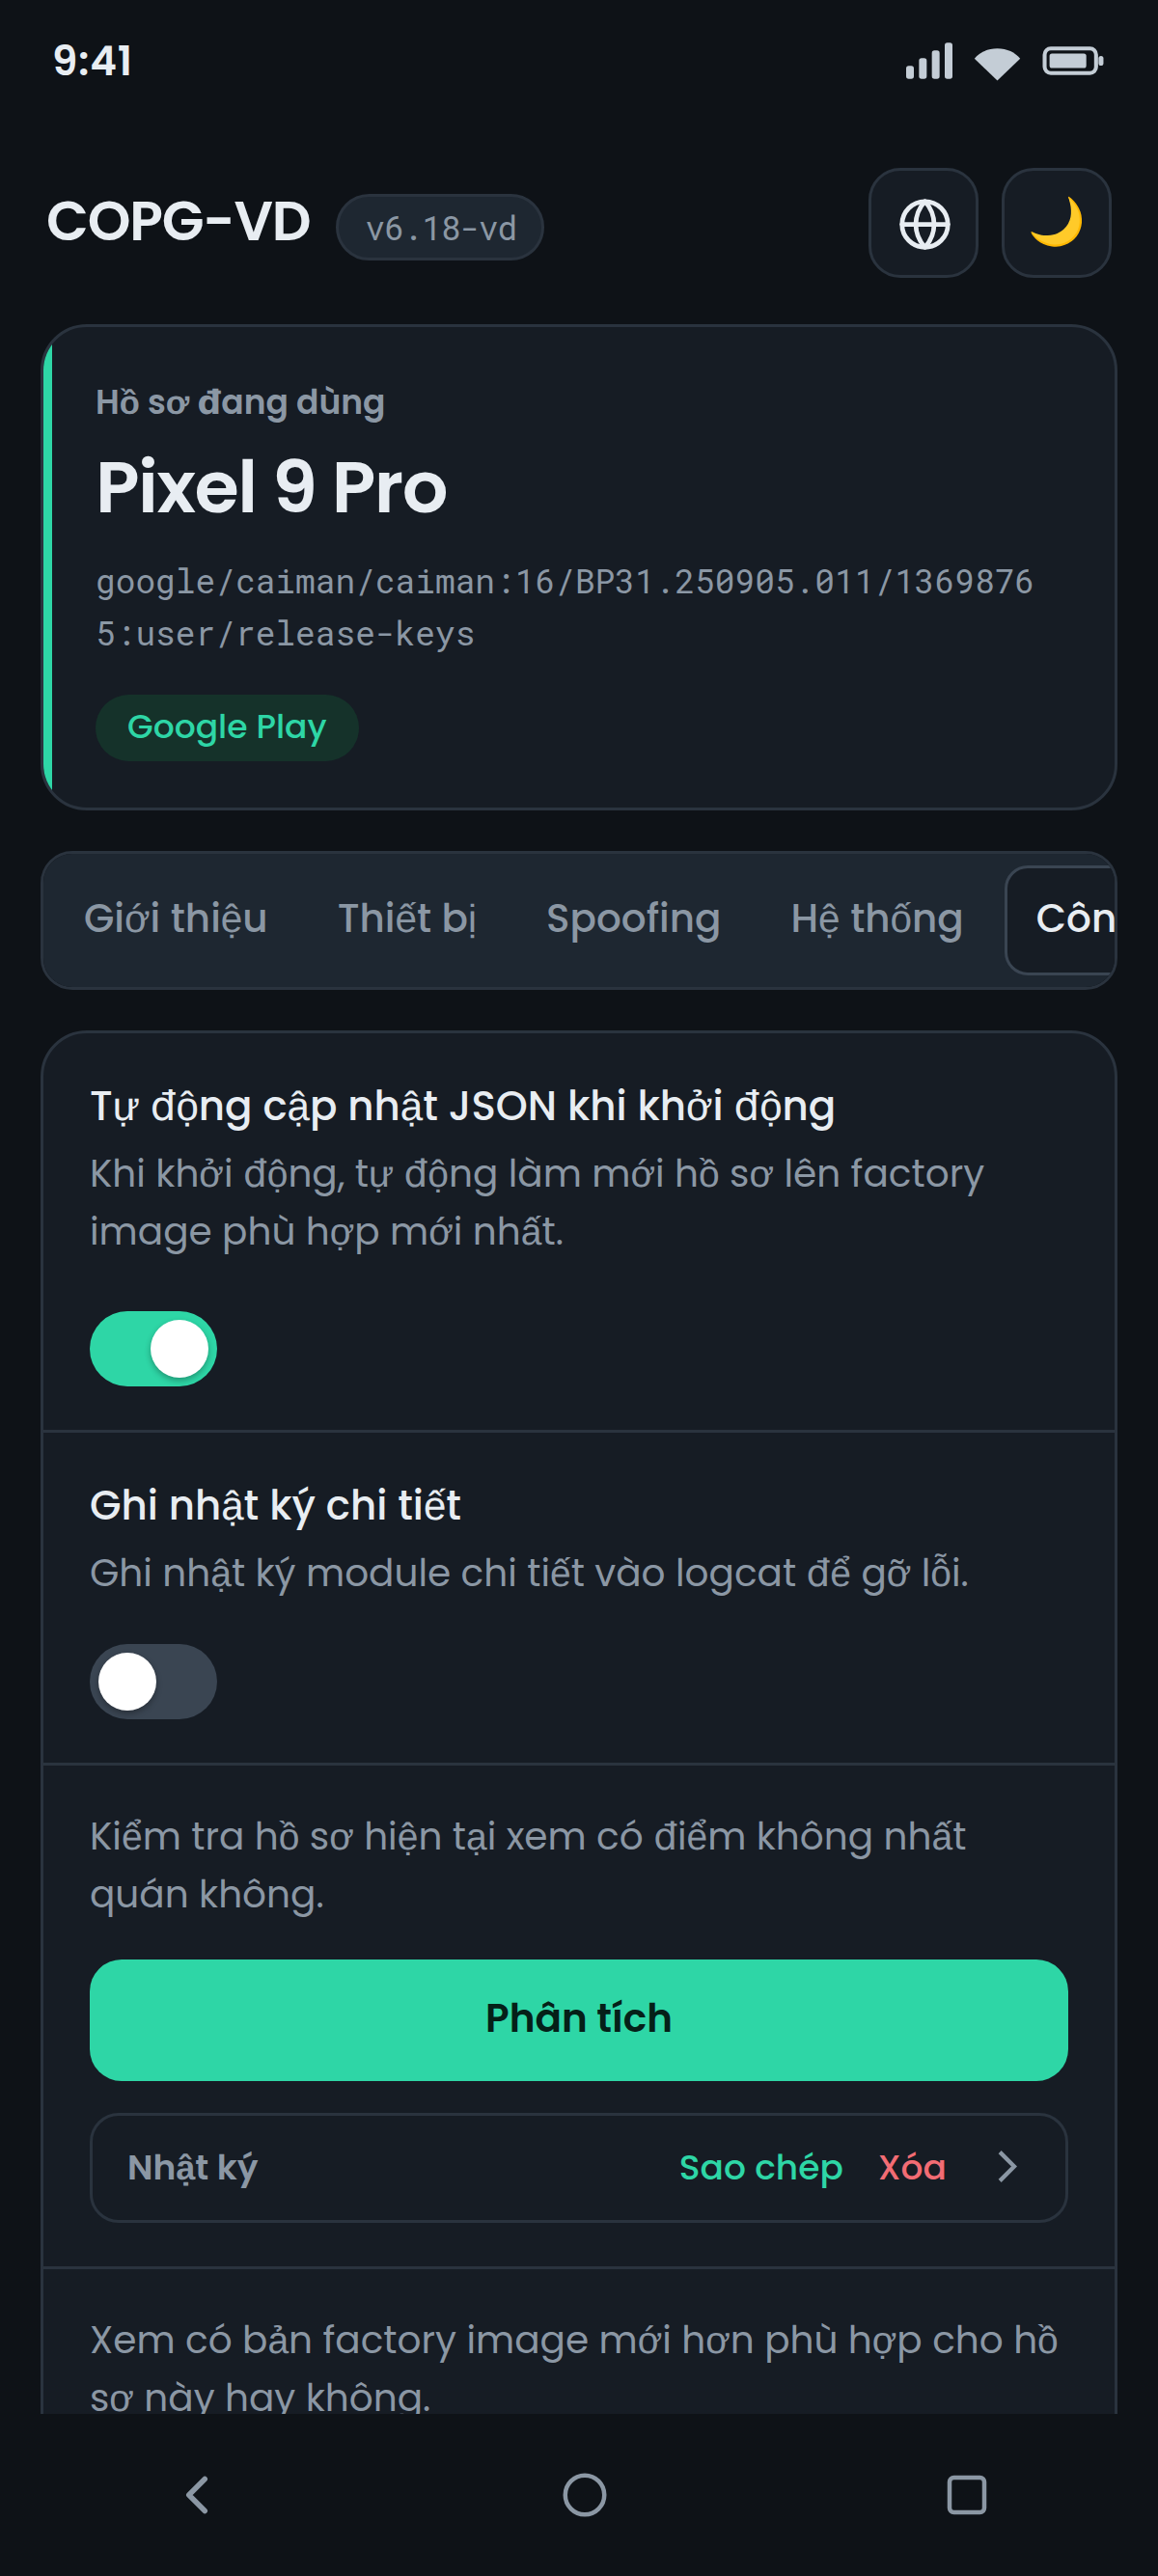 9:41
COPG-VD
v6.18-vd
Hồ sơ đang dùng
Pixel 9 Pro
google/caiman/caiman:16/BP31.250905.011/1369876
5:user/release-keys
Google Play
Giới thiệu Thiết bị Spoofing Hệ thống Côn
Tự động cập nhật JSON khi khởi động
Khi khởi động, tự động làm mới hồ sơ lên factory
image phù hợp mới nhất.
Ghi nhật ký chi tiết
Ghi nhật ký module chi tiết vào logcat để gỡ lỗi.
Kiểm tra hồ sơ hiện tại xem có điểm không nhất
quán không.
Phân tích
Nhật ký Sao chép Xóa
Xem có bản factory image mới hơn phù hợp cho hồ
sơ này hay không.